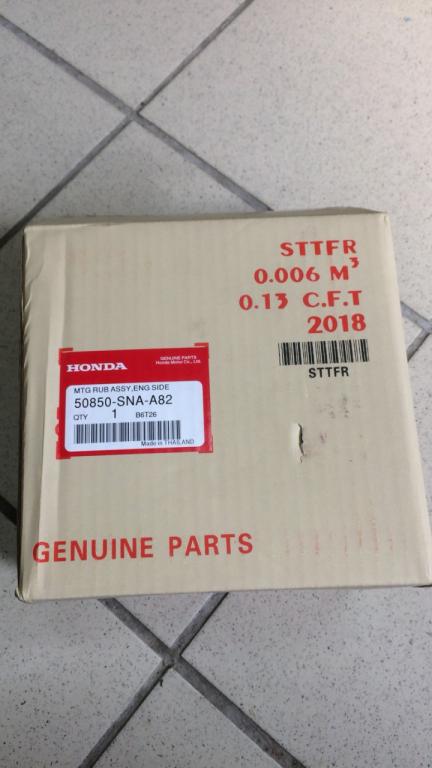 STTFR
0.006 M³
0.13 C.F.T
2018
STTFR
HONDA
GENUINE PARTS
Honda Motor Co., Ltd.
MTG RUB ASSY,ENG SIDE
50850-SNA-A82
QTY 1 B6T26
Made in THAILAND
GENUINE PARTS